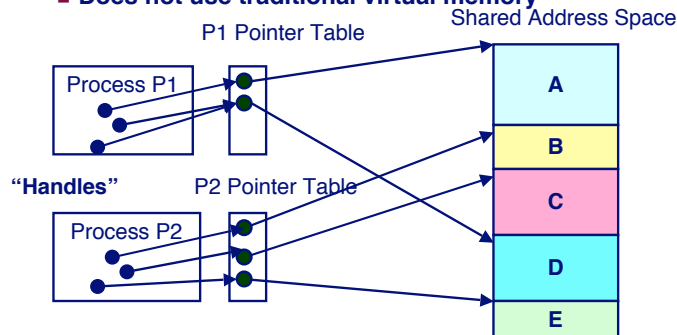 Does not use traditional virtual memory
Shared Address Space
P1 Pointer Table
Process P1
A
B
“Handles”
P2 Pointer Table
C
Process P2
D
E